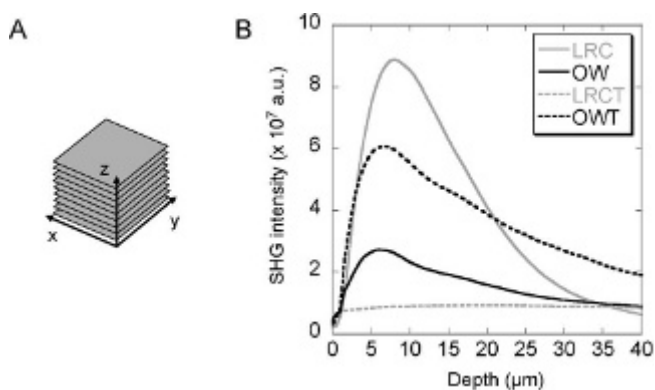 A
z
x
y
B
SHG intensity (x 10⁷ a.u.)
10
8
6
4
2
0
LRC
OW
LRCT
OWT
0 5 10 15 20 25 30 35 40
Depth (µm)